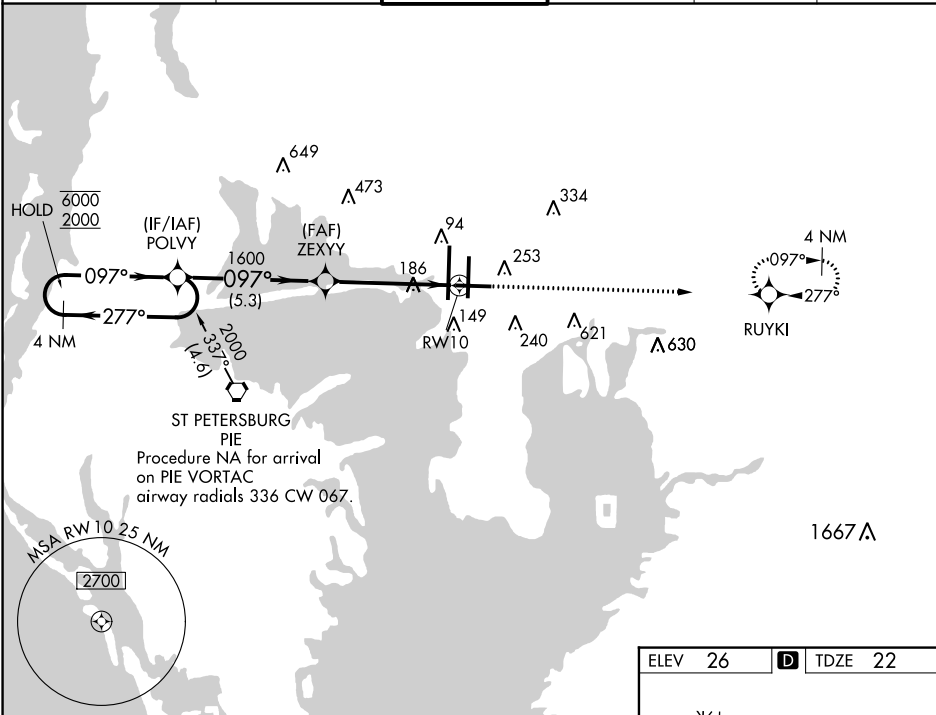 649
473
334
HOLD
6000
2000
(IF/IAF)
POLVY
(FAF)
ZEXYY
94
4 NM
097°
1600
097°
(5.3)
186
253
097°
277°
277°
4 NM
149
RW10
240
621
630
RUYKI
2000
337°
(4.6)
ST PETERSBURG
PIE
Procedure NA for arrival
on PIE VORTAC
airway radials 336 CW 067.
1667
MSA RW10 25 NM
2700
ELEV 26
D
TDZE 22